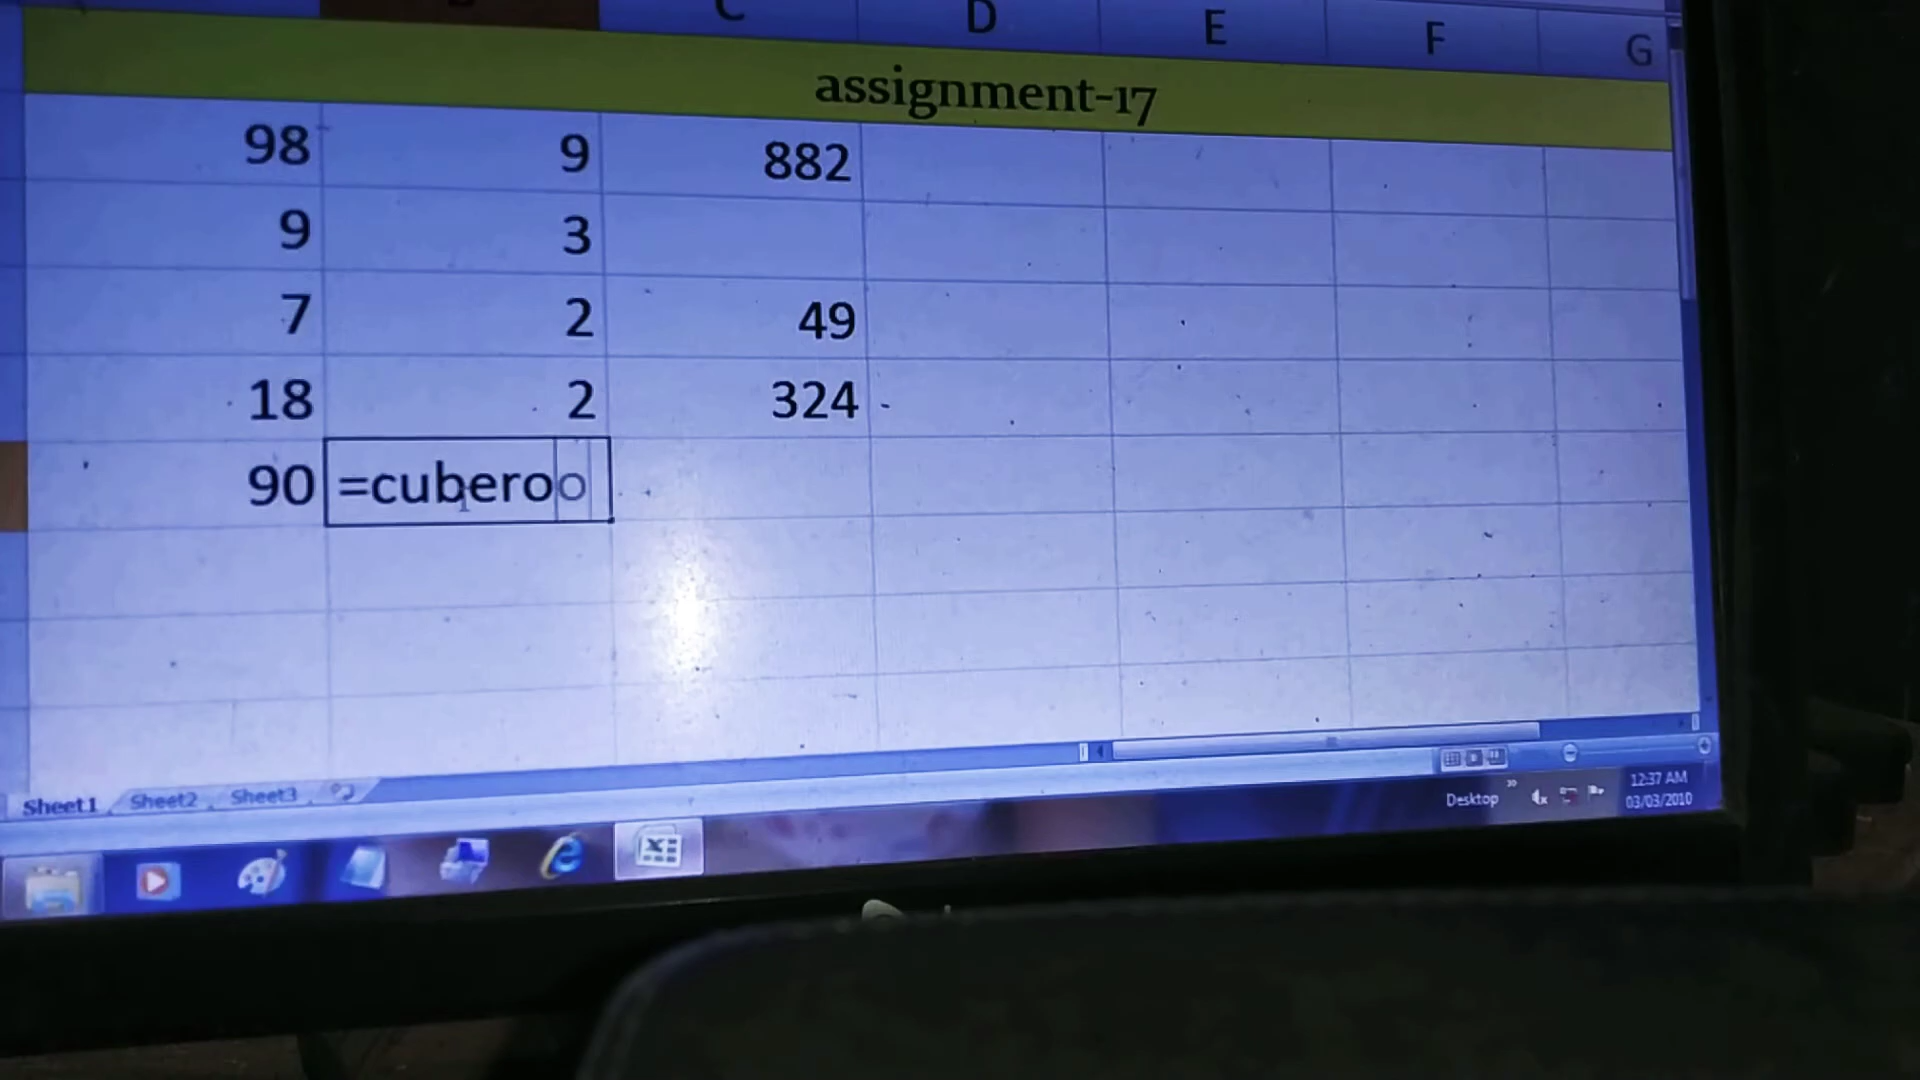 C D E F G
assignment-17
98 9 882
9 3
7 2 49
18 2 324
90 =cuberoo
Sheet1 Sheet2 Sheet3
Desktop
12:37 AM
03/03/2010